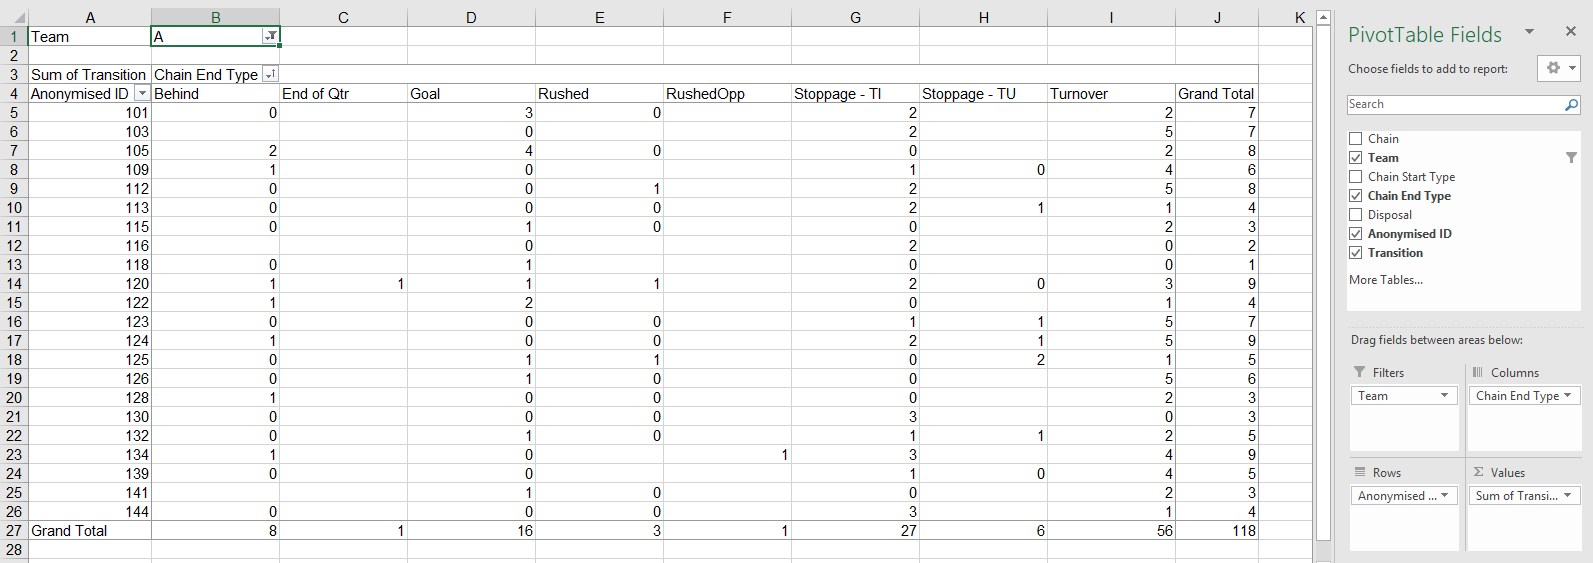 A B C D E F G H I J K
1 Team A
2
3 Sum of Transition Chain End Type
4 Anonymised ID Behind End of Qtr Goal Rushed RushedOpp Stoppage - TI Stoppage - TU Turnover Grand Total
5 101 0 3 0 2 2 7
6 103 0 2 5 7
7 105 2 4 0 0 2 8
8 109 1 0 1 0 4 6
9 112 0 0 1 2 5 8
10 113 0 0 0 2 1 1 4
11 115 0 1 0 0 2 3
12 116 0 2 0 2
13 118 0 1 0 0 1
14 120 1 1 1 1 2 0 3 9
15 122 1 2 0 1 4
16 123 0 0 0 1 1 5 7
17 124 1 0 0 2 1 5 9
18 125 0 1 1 0 2 1 5
19 126 0 1 0 0 5 6
20 128 1 0 0 0 2 3
21 130 0 0 0 3 0 3
22 132 0 1 0 1 1 2 5
23 134 1 0 1 3 4 9
24 139 0 0 1 0 4 5
25 141 1 0 0 2 3
26 144 0 0 0 3 1 4
27 Grand Total 8 1 16 3 1 27 6 56 118
28
PivotTable Fields
Choose fields to add to report:
Search
Chain
Team
Chain Start Type
Chain End Type
Disposal
Anonymised ID
Transition
More Tables...
Drag fields between areas below:
Filters
Team
Columns
Chain End Type
Rows
Anonymised ...
Σ Values
Sum of Transi...